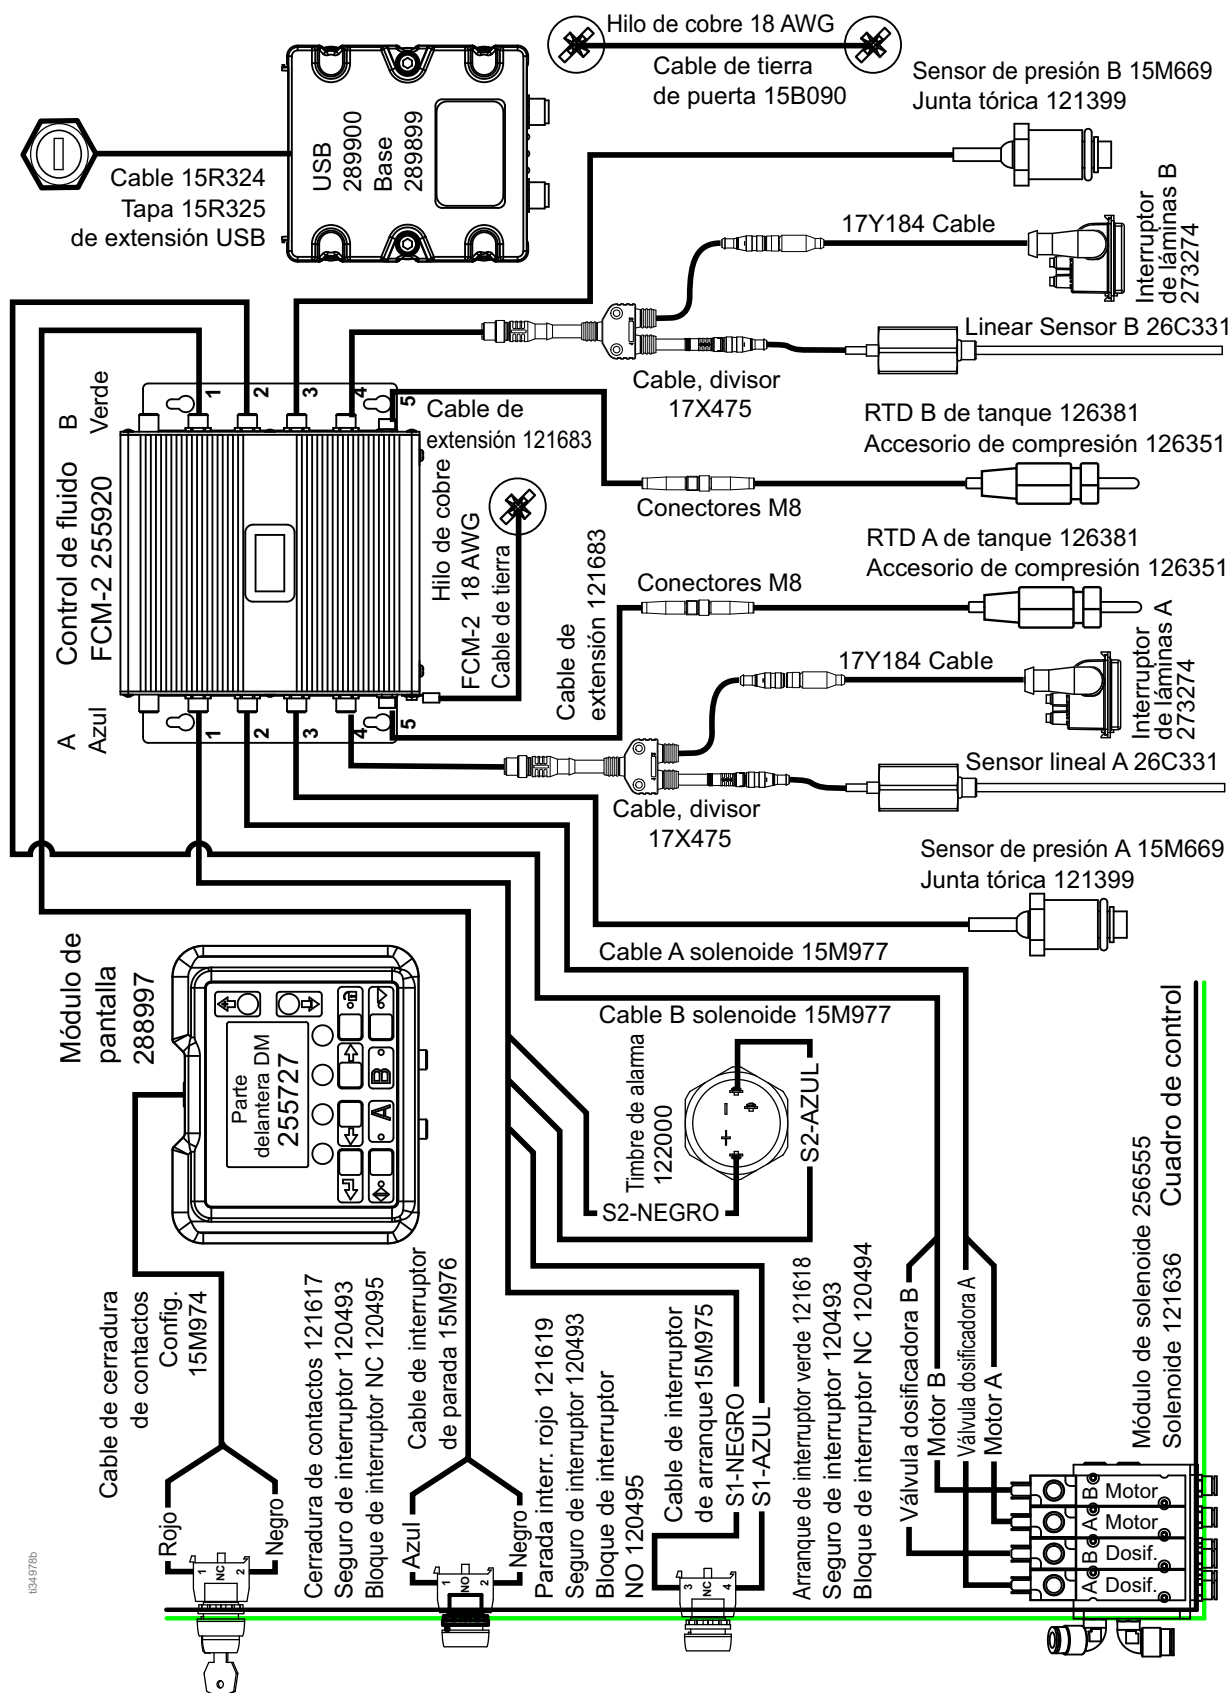 Hilo de cobre 18 AWG
Cable de tierra
de puerta 15B090
Sensor de presión B 15M669
Junta tórica 121399
USB
289900
Base
289899
Cable 15R324
Tapa 15R325
de extensión USB
17Y184 Cable
Interruptor
de láminas B
273274
Linear Sensor B 26C331
Cable, divisor
17X475
B
Verde
1
2
3
4
5
Control de fluido
FCM-2 255920
A
Azul
1
2
3
4
5
Cable de
extensión 121683
RTD B de tanque 126381
Accesorio de compresión 126351
Conectores M8
Hilo de cobre
FCM-2 18 AWG
Cable de tierra
Cable de
extensión 121683
RTD A de tanque 126381
Accesorio de compresión 126351
Conectores M8
17Y184 Cable
Interruptor
de láminas A
273274
Sensor lineal A 26C331
Cable, divisor
17X475
Sensor de presión A 15M669
Junta tórica 121399
Cable A solenoide 15M977
Cable B solenoide 15M977
Módulo de
pantalla
288997
Parte
delantera DM
255727
A
B
Timbre de alarma
122000
+
-
S2-NEGRO
S2-AZUL
Cable de cerradura
de contactos
Config.
15M974
Rojo
Negro
1
NC
2
Cerradura de contactos 121617
Seguro de interruptor 120493
Bloque de interruptor NC 120495
Cable de interruptor
de parada 15M976
Azul
Negro
1
NO
2
Parada interr. rojo 121619
Seguro de interruptor 120493
Bloque de interruptor
NO 120495
Cable de interruptor
de arranque15M975
S1-NEGRO
S1-AZUL
3
NC
4
Arranque de interruptor verde 121618
Seguro de interruptor 120493
Bloque de interruptor NC 120494
Válvula dosificadora B
Motor B
Válvula dosificadora A
Motor A
B Motor
A Motor
B Dosif.
A Dosif.
Módulo de solenoide 256555
Solenoide 121636
Cuadro de control
ti34978b